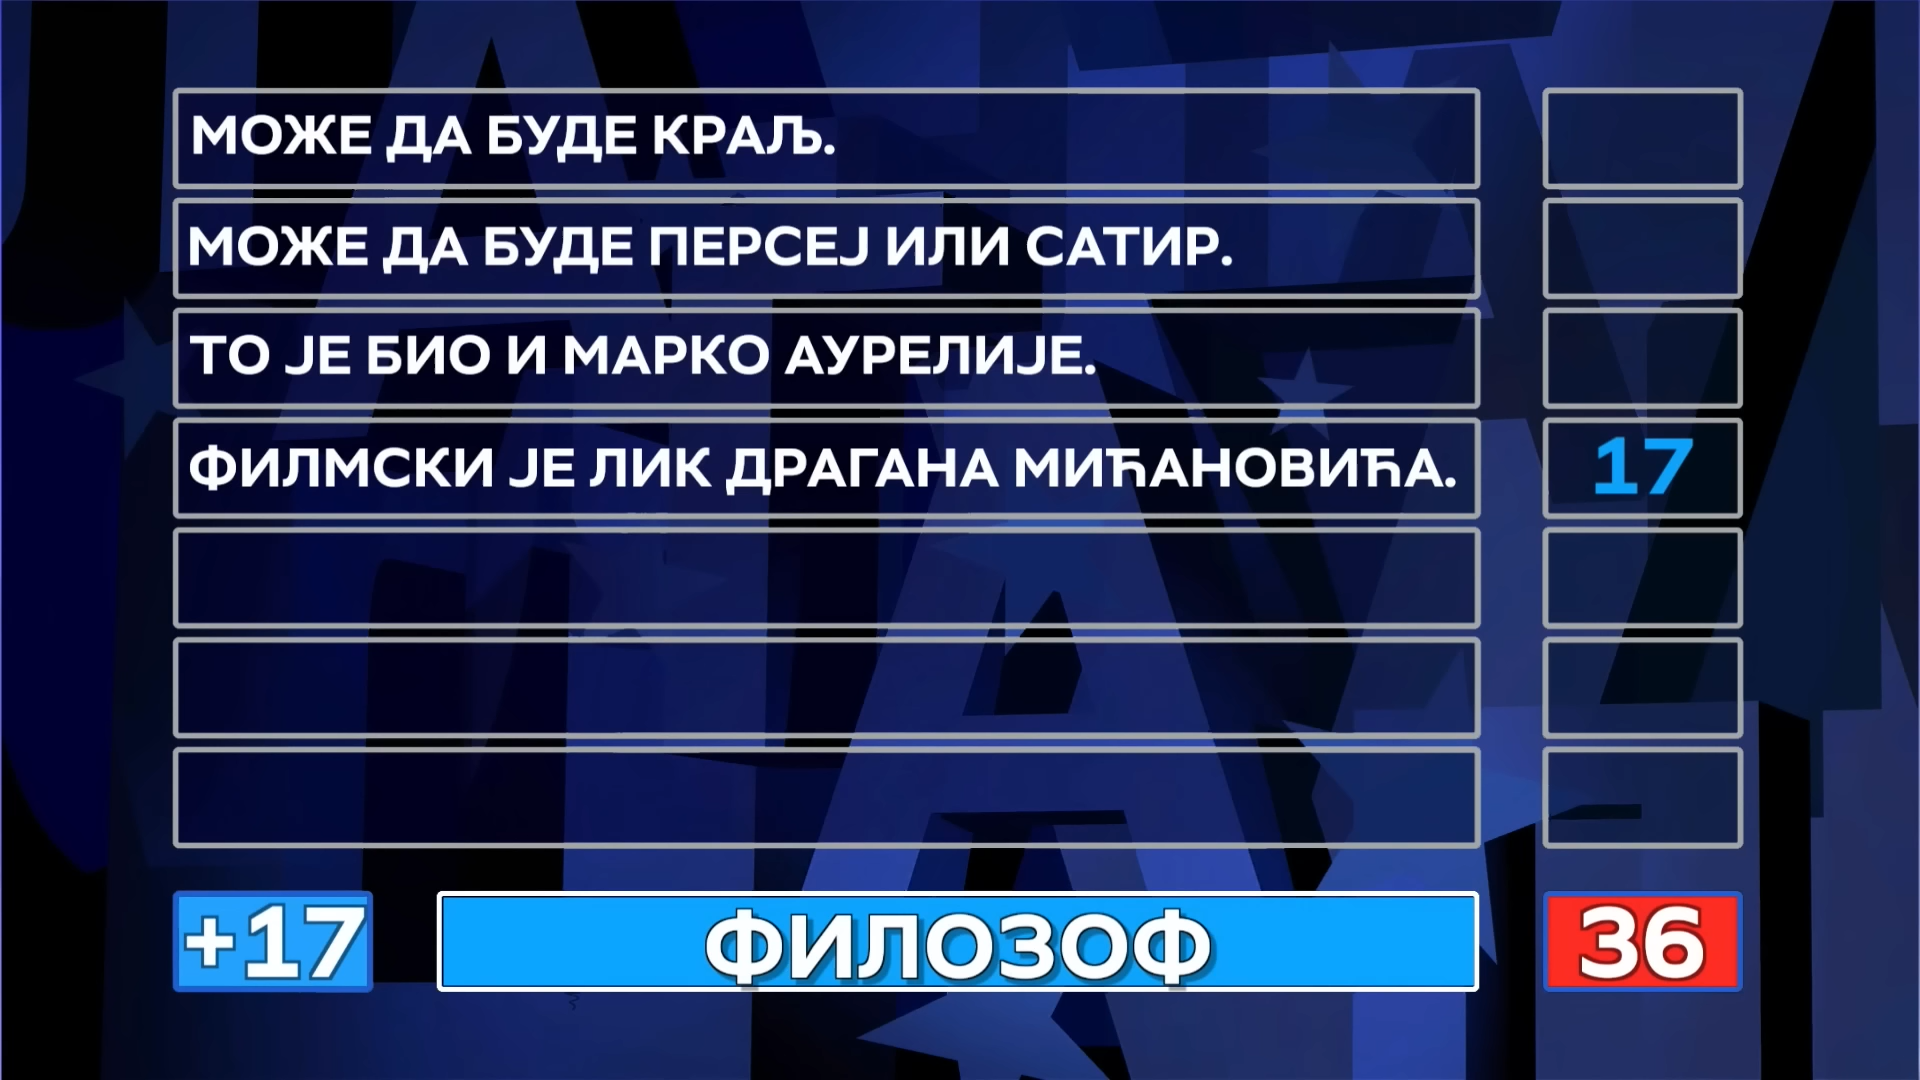 МОЖЕ ДА БУДЕ КРАЉ.
МОЖЕ ДА БУДЕ ПЕРСЕЈ ИЛИ САТИР.
ТО ЈЕ БИО И МАРКО АУРЕЛИЈЕ.
ФИЛМСКИ ЈЕ ЛИК ДРАГАНА МИЋАНОВИЋА. 17
+17 ФИЛОЗОФ 36